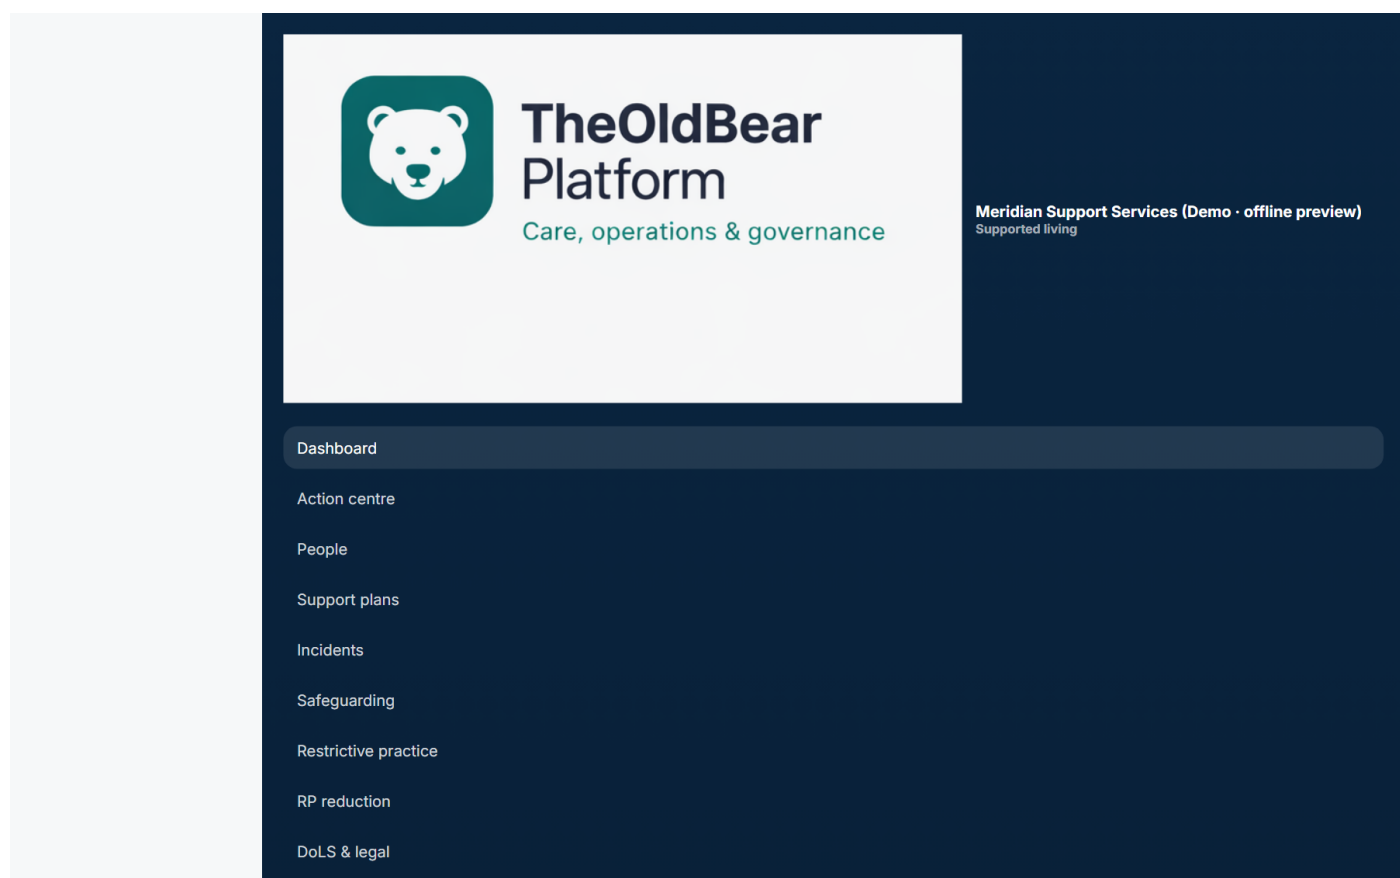 TheOldBear
Platform
Care, operations & governance
Meridian Support Services (Demo · offline preview)
Supported living
Dashboard
Action centre
People
Support plans
Incidents
Safeguarding
Restrictive practice
RP reduction
DoLS & legal